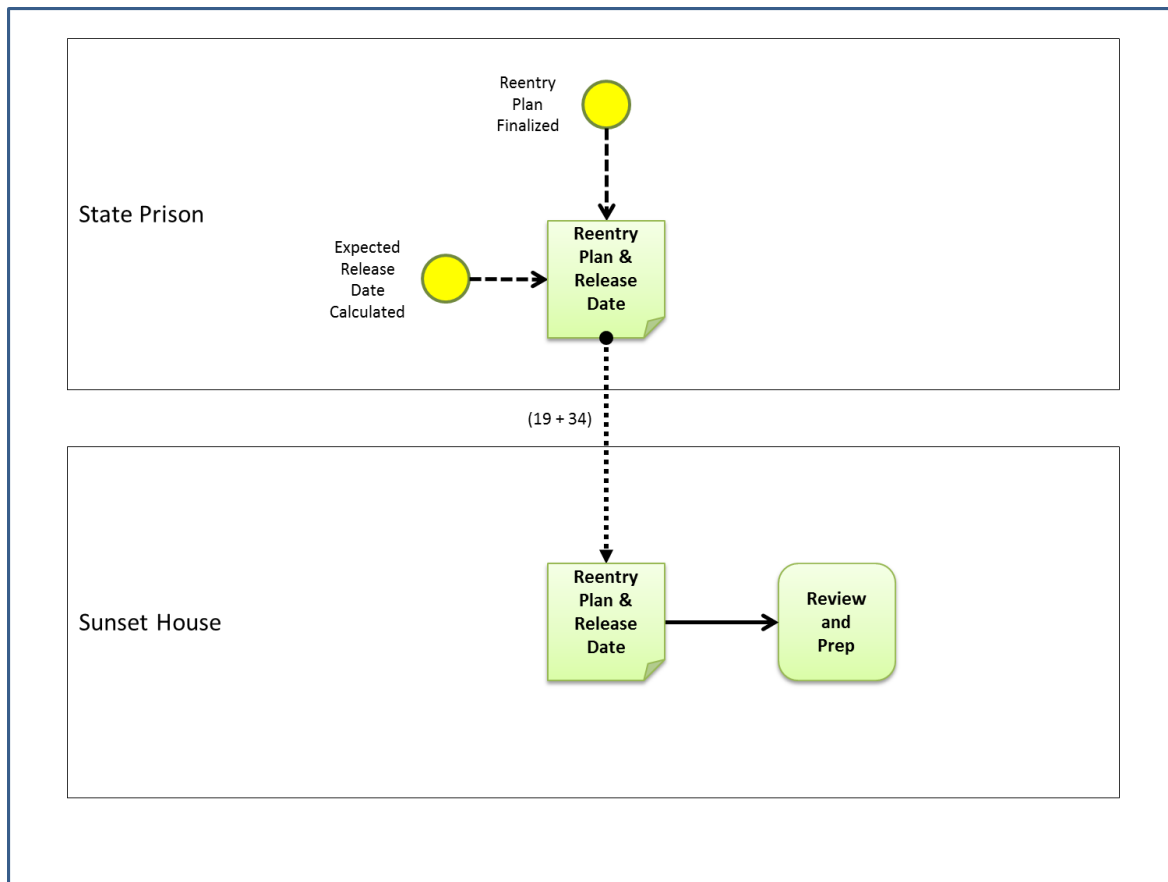 Reentry
Plan
Finalized
State Prison
Reentry
Plan &
Release
Date
Expected
Release
Date
Calculated
(19 + 34)
Sunset House
Reentry
Plan &
Release
Date
Review
and
Prep